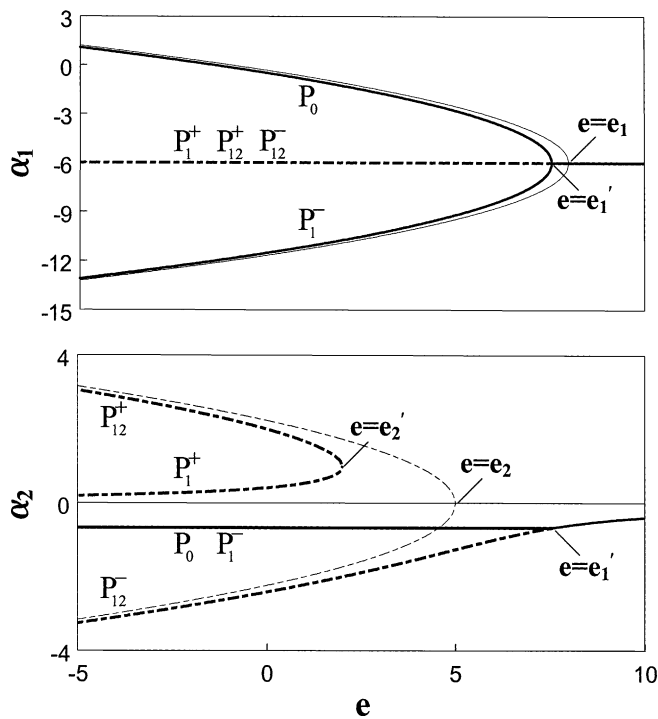 3
0
-3
-6
-9
-12
-15
α₁
P₀
P₁⁺ P₁₂⁺ P₁₂⁻
P₁⁻
e=e₁
e=e₁′
4
0
-4
α₂
P₁₂⁺
P₁⁺
e=e₂′
e=e₂
P₀ P₁⁻
P₁₂⁻
e=e₁′
-5 0 5 10
e